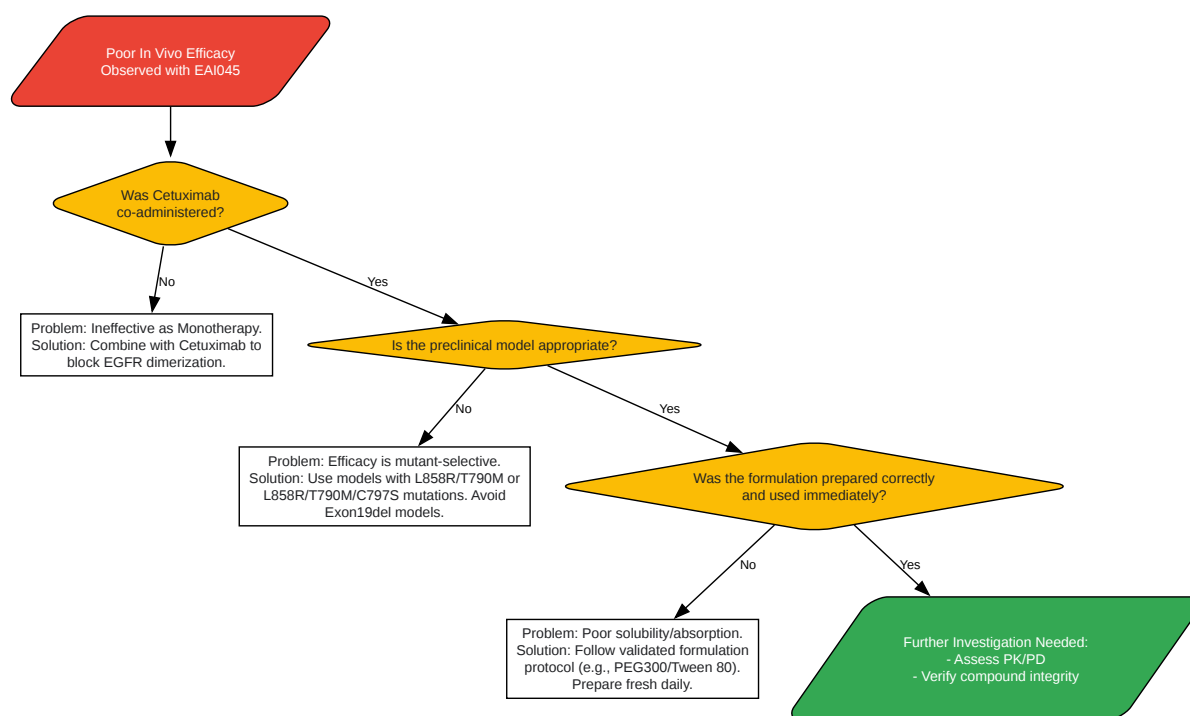 Poor In Vivo Efficacy
Observed with EAI045
Was Cetuximab
co-administered?
No
Yes
Problem: Ineffective as Monotherapy.
Solution: Combine with Cetuximab to
block EGFR dimerization.
Is the preclinical model appropriate?
No
Yes
Problem: Efficacy is mutant-selective.
Solution: Use models with L858R/T790M or
L858R/T790M/C797S mutations. Avoid
Exon19del models.
Was the formulation prepared correctly
and used immediately?
No
Yes
Problem: Poor solubility/absorption.
Solution: Follow validated formulation
protocol (e.g., PEG300/Tween 80).
Prepare fresh daily.
Further Investigation Needed:
- Assess PK/PD
- Verify compound integrity